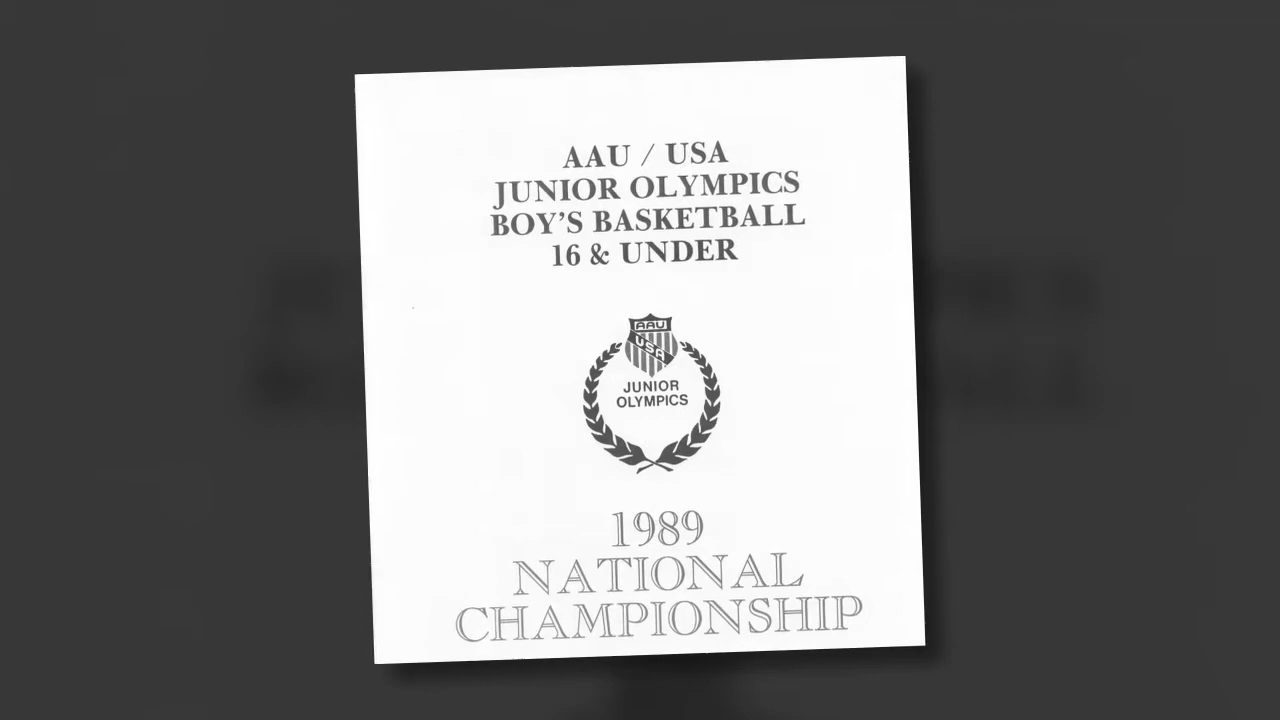 AAU / USA
JUNIOR OLYMPICS
BOY'S BASKETBALL
16 & UNDER
AAU
USA
JUNIOR
OLYMPICS
1989
NATIONAL
CHAMPIONSHIP